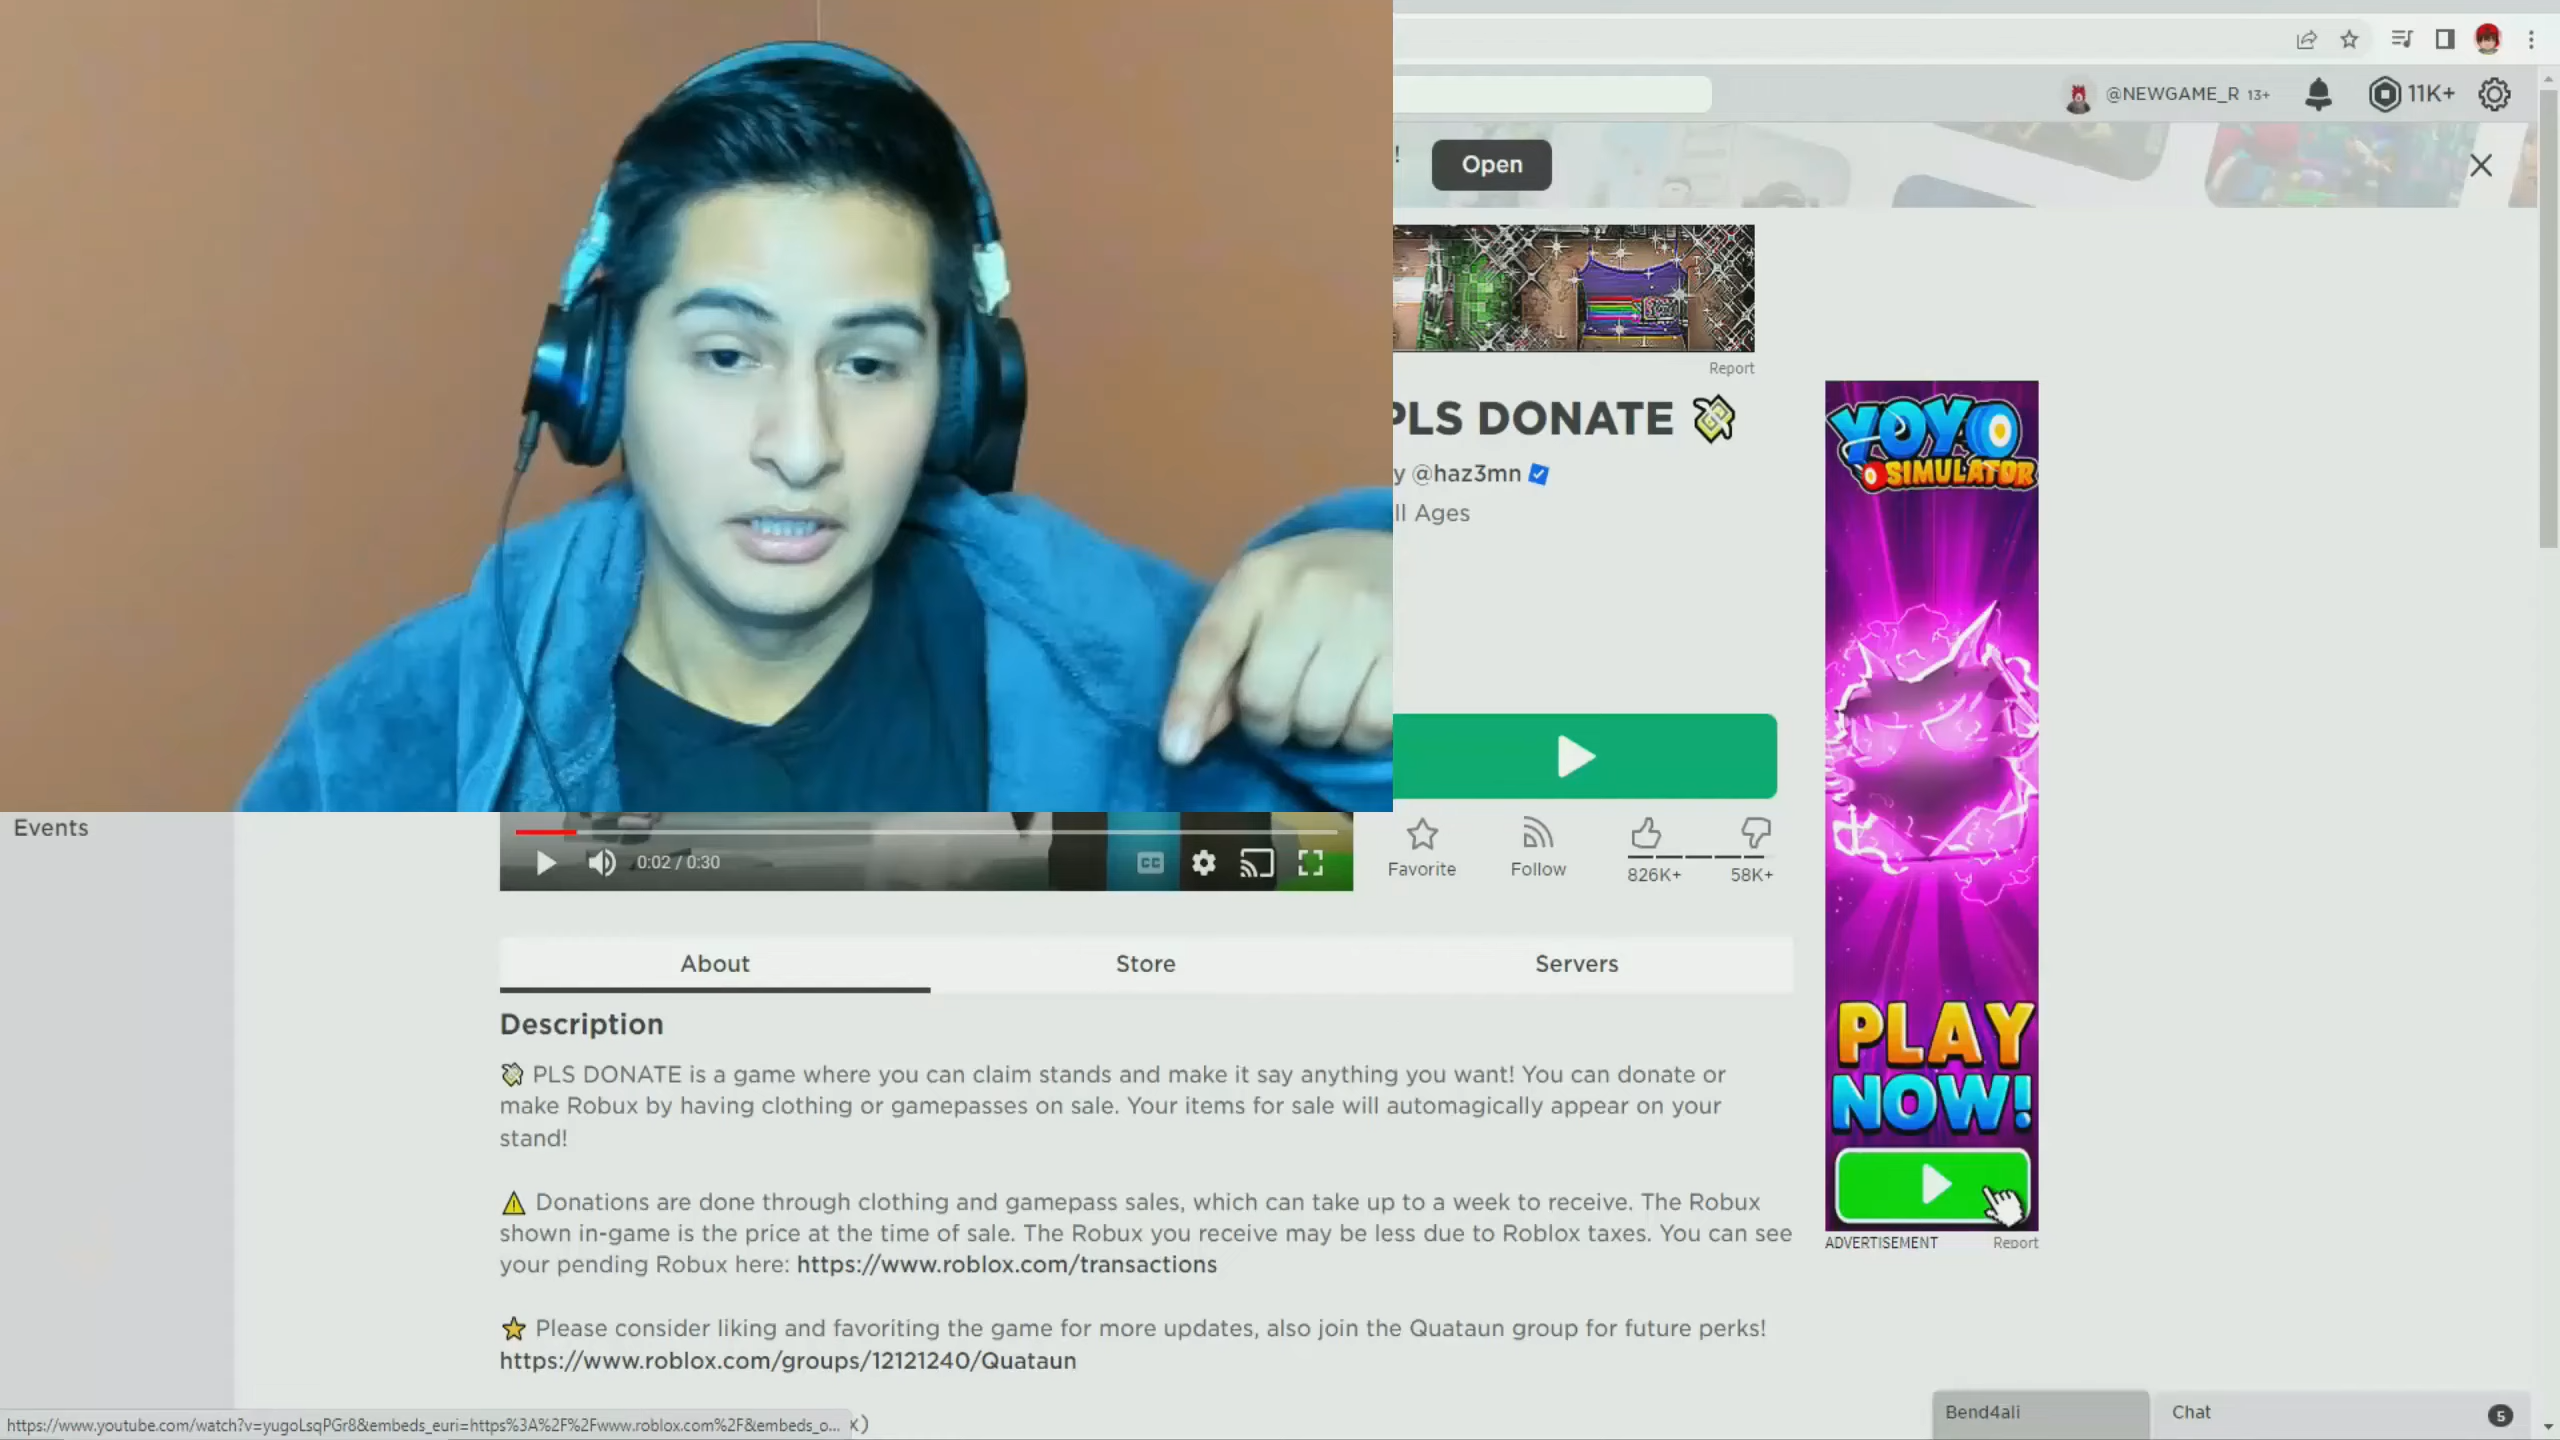 @NEWGAME_R 13+
11K+
!
Open
Report
PLS DONATE
y @haz3mn
ll Ages
YOYO
SIMULATOR
Events
0:02 / 0:30
CC
Favorite
Follow
826K+
58K+
About
Store
Servers
Description
PLS DONATE is a game where you can claim stands and make it say anything you want! You can donate or
make Robux by having clothing or gamepasses on sale. Your items for sale will automagically appear on your
stand!
Donations are done through clothing and gamepass sales, which can take up to a week to receive. The Robux
shown in-game is the price at the time of sale. The Robux you receive may be less due to Roblox taxes. You can see
your pending Robux here: https://www.roblox.com/transactions
Please consider liking and favoriting the game for more updates, also join the Quataun group for future perks!
https://www.roblox.com/groups/12121240/Quataun
PLAY
NOW!
ADVERTISEMENT
Report
https://www.youtube.com/watch?v=yugoLsqPGr8&embeds_euri=https%3A%2F%2Fwww.roblox.com%2F&embeds_o...
x)
Bend4ali
Chat
5